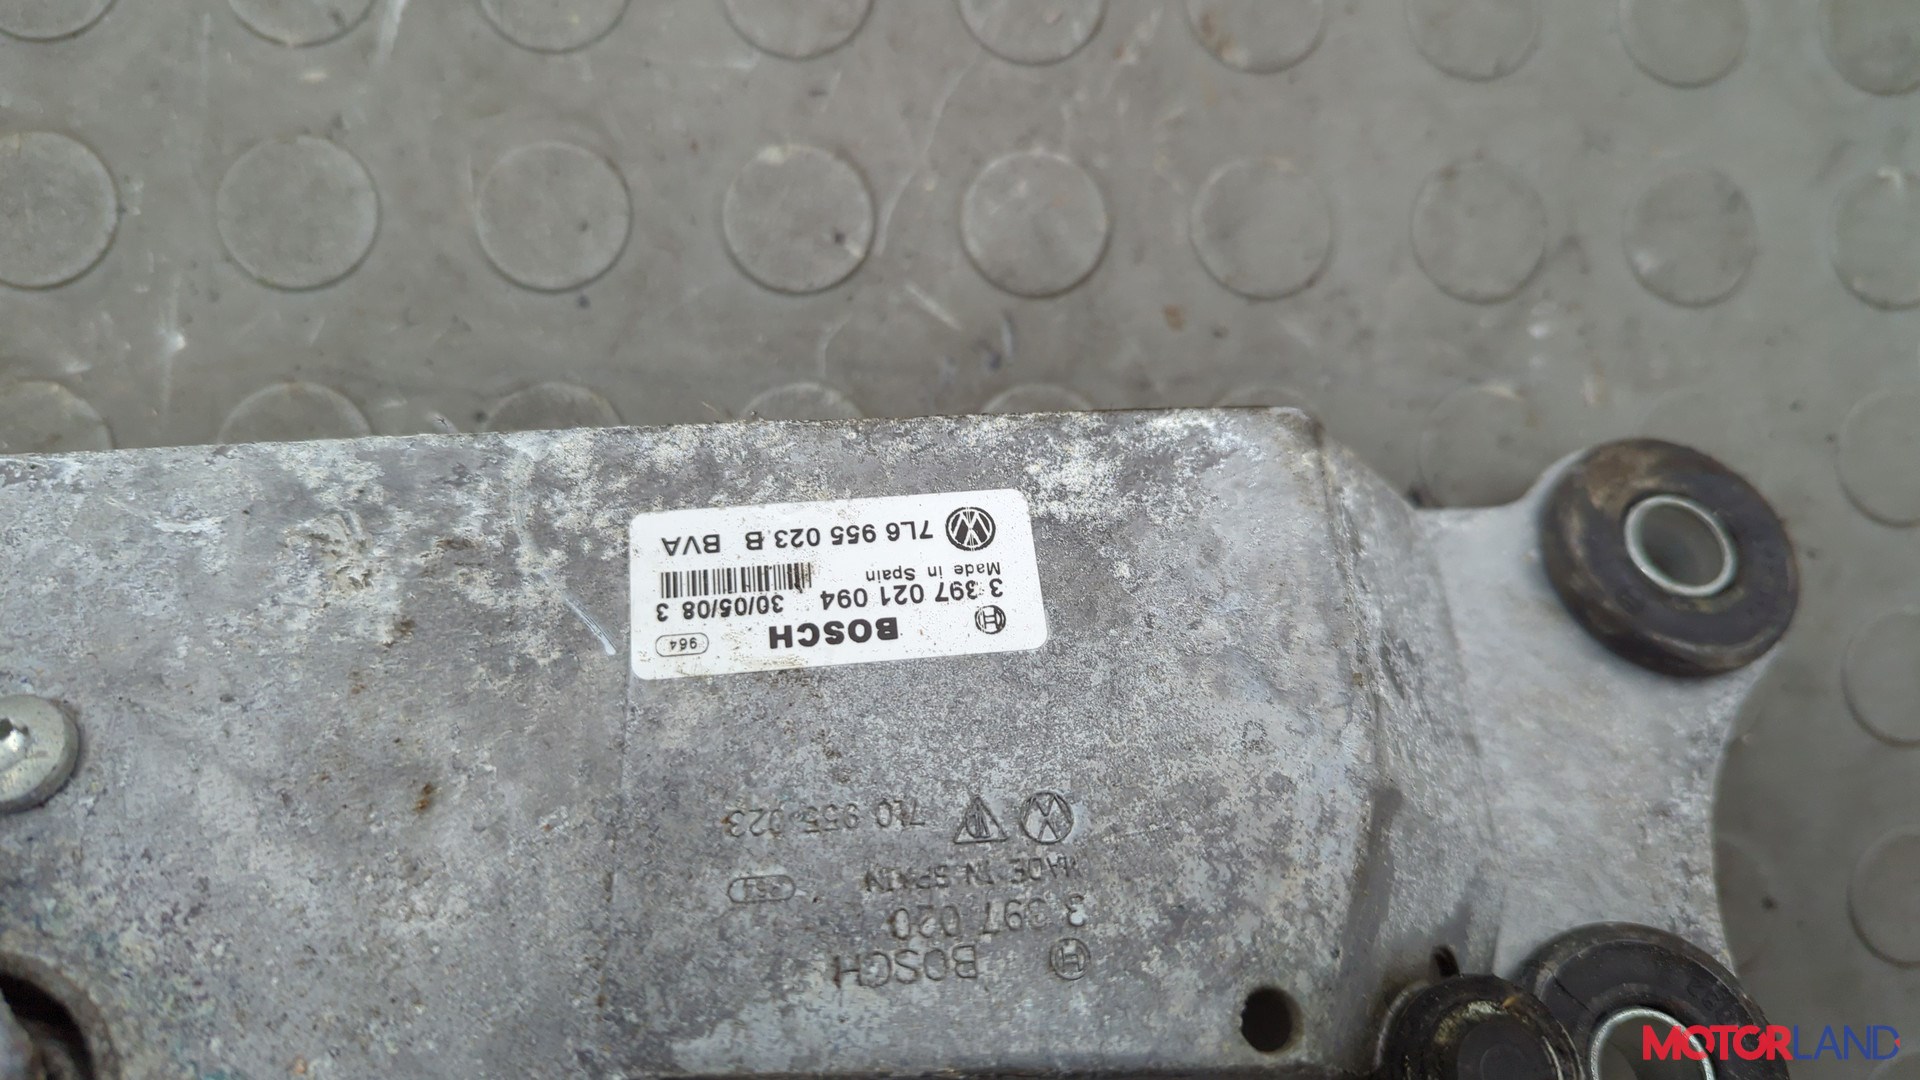 BOSCH 964
3 397 021 094 30/05/08 3
Made in Spain
7L6 955 023 B BVA
BOSCH
3 397 020
MADE IN SPAIN
7L0 955 023
MOTORLAND